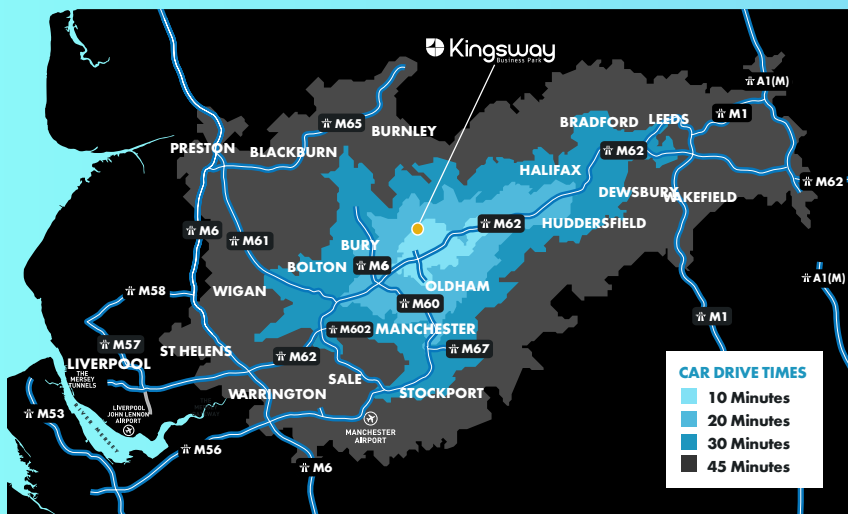 Kingsway
Business Park
A1(M)
M1
M65
BURNLEY
BRADFORD
LEEDS
PRESTON
BLACKBURN
M62
HALIFAX
M62
DEWSBURY
WAKEFIELD
M6
M61
BURY
M62
HUDDERSFIELD
BOLTON
M6
A1(M)
M58
WIGAN
OLDHAM
M60
M1
M57
ST HELENS
M602
MANCHESTER
M62
M67
LIVERPOOL
THE
MERSEY
TUNNELS
SALE
WARRINGTON
STOCKPORT
M53
LIVERPOOL
JOHN LENNON
AIRPORT
RIVER MERSEY
MANCHESTER
AIRPORT
M56
M6
CAR DRIVE TIMES
10 Minutes
20 Minutes
30 Minutes
45 Minutes